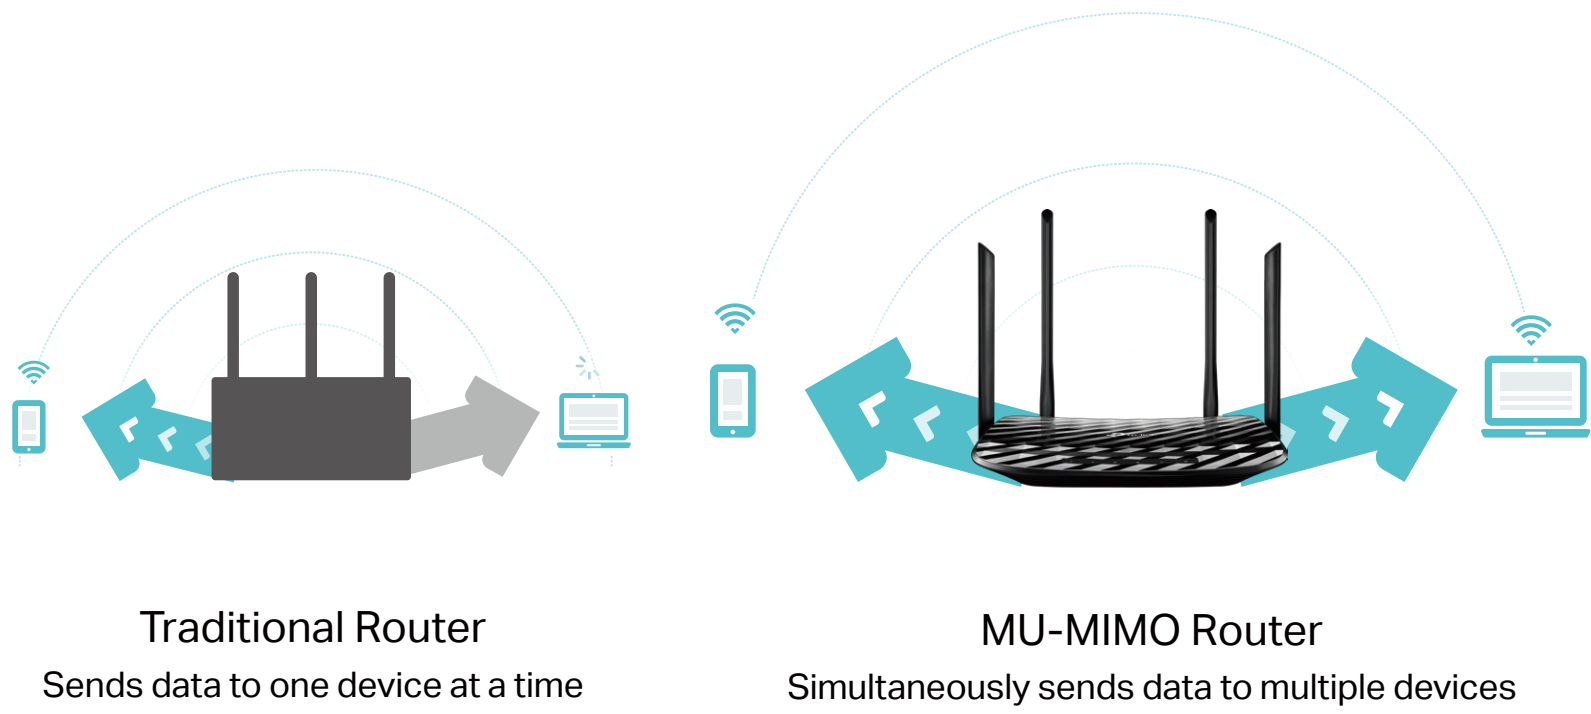 Traditional Router
Sends data to one device at a time
MU-MIMO Router
Simultaneously sends data to multiple devices